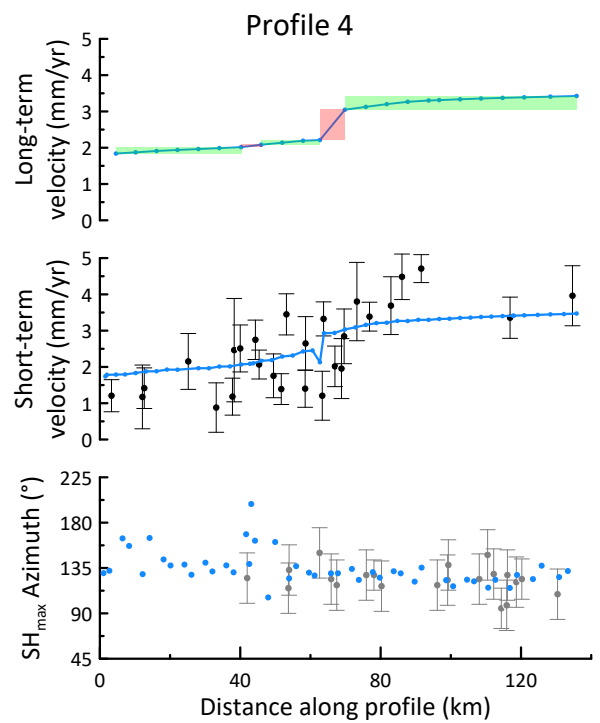 Profile 4
Long-term
velocity (mm/yr)
5
4
3
2
1
0
Short-term
velocity (mm/yr)
5
4
3
2
1
0
SHmax Azimuth (°)
225
180
135
90
45
0 40 80 120
Distance along profile (km)